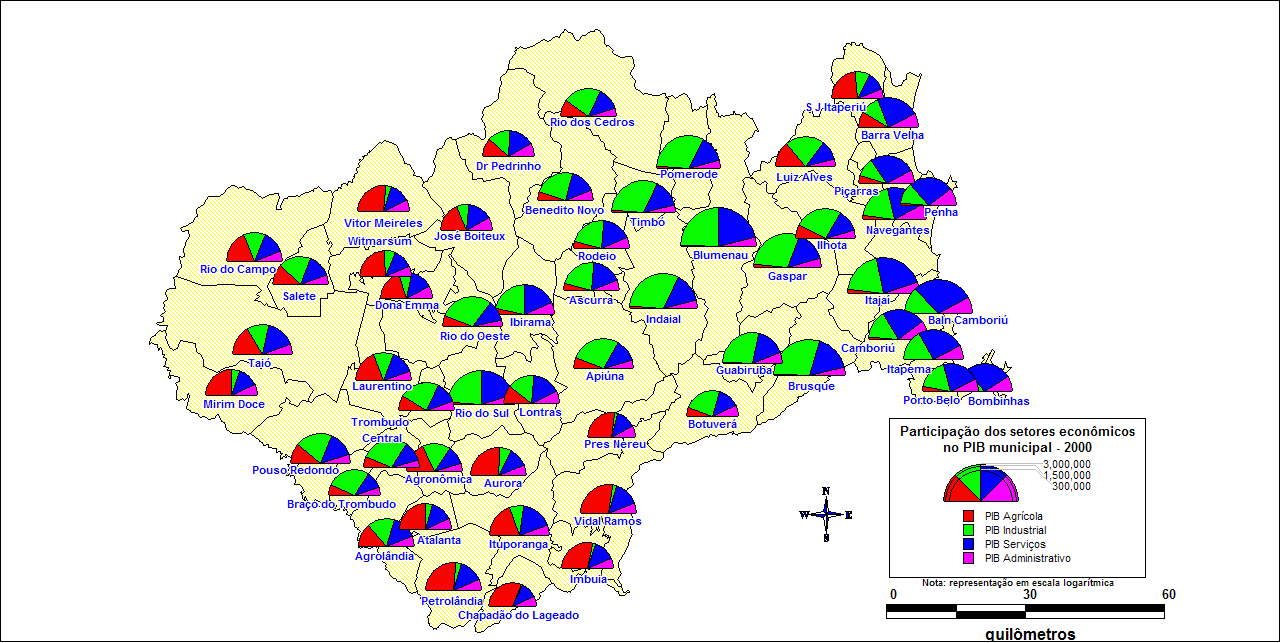 S J Itaperiú
Rio dos Cedros
Barra Velha
Dr Pedrinho
Pomerode
Luiz Alves
Piçarras
Benedito Novo
Penha
Timbó
Vitor Meireles
José Boiteux
Navegantes
Witmarsum
Ilhota
Rodeio
Blumenau
Rio do Campo
Gaspar
Salete
Dona Emma
Ascurra
Itajaí
Ibirama
Indaial
Baln Camboriú
Rio do Oeste
Camboriú
Taió
Guabiruba
Itapema
Apiúna
Laurentino
Brusque
Mirim Doce
Porto Belo
Bombinhas
Rio do Sul
Lontras
Trombudo
Central
Botuverá
Pres Nereu
Pouso Redondo
Agronômica
Aurora
Braço do Trombudo
Vidal Ramos
Atalanta
Ituporanga
Agrolândia
Imbuia
Petrolândia
Chapadão do Lageado
N
W
E
S
Participação dos setores econômicos
no PIB municipal - 2000
3,000,000
1,500,000
300,000
PIB Agrícola
PIB Industrial
PIB Serviços
PIB Administrativo
Nota: representação em escala logarítmica
0 30 60
quilômetros